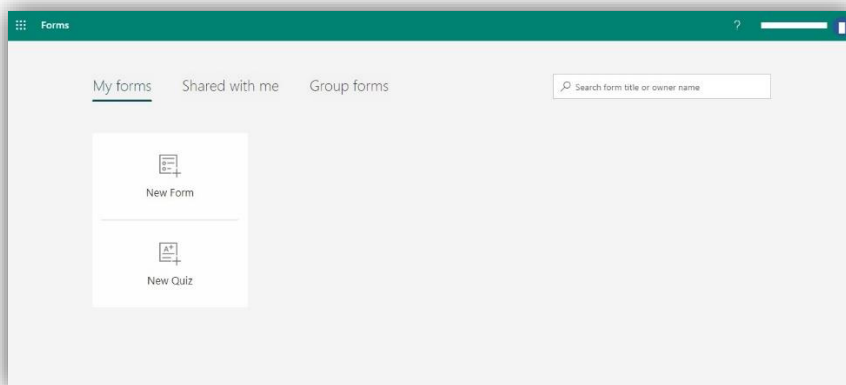 Forms
?
My forms
Shared with me
Group forms
Search form title or owner name
New Form
A+
New Quiz